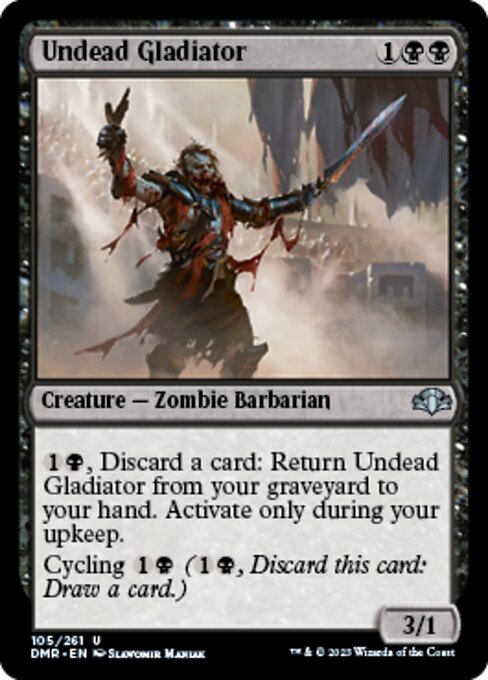 Undead Gladiator 1
Creature — Zombie Barbarian
1, Discard a card: Return Undead
Gladiator from your graveyard to
your hand. Activate only during your
upkeep.
Cycling 1 (1, Discard this card:
Draw a card.)
3/1
105/261 U
DMR • EN Slawomir Maniak
™ & © 2023 Wizards of the Coast